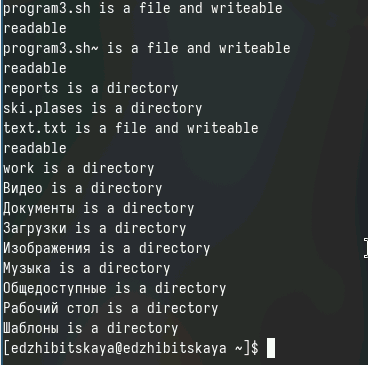 program3.sh is a file and writeable
readable
program3.sh~ is a file and writeable
readable
reports is a directory
ski.plases is a directory
text.txt is a file and writeable
readable
work is a directory
Видео is a directory
Документы is a directory
Загрузки is a directory
Изображения is a directory
Музыка is a directory
Общедоступные is a directory
Рабочий стол is a directory
Шаблоны is a directory
[edzhibitskaya@edzhibitskaya ~]$